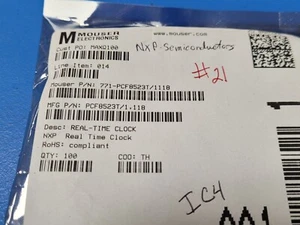 MOUSER
ELECTRONICS
www.mouser.com
Cust PO: MAXQ100
NXP-Semiconductors
Line Item: 014
#21
Mouser P/N: 771-PCF8523T/1118
MFG P/N: PCF8523T/1.118
Desc: REAL-TIME CLOCK
NXP Real Time Clock
RoHS: compliant
QTY: 100 COO: TH
IC4